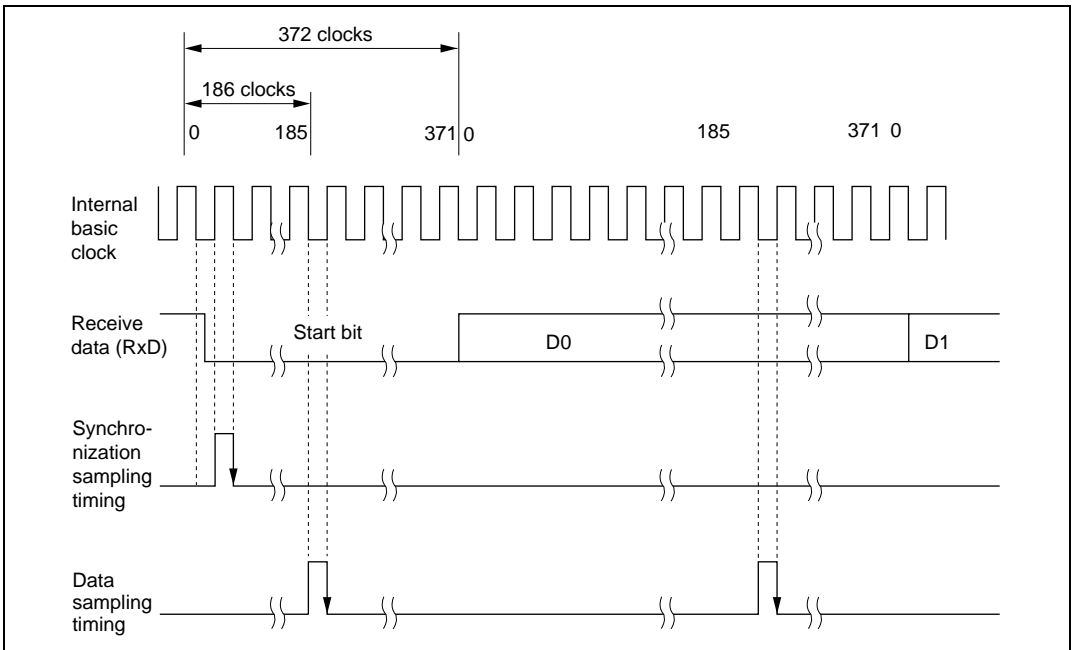 372 clocks
186 clocks
0 185 371 0 185 371 0
Internal
basic
clock
Receive
data (RxD)
Start bit D0 D1
Synchro-
nization
sampling
timing
Data
sampling
timing